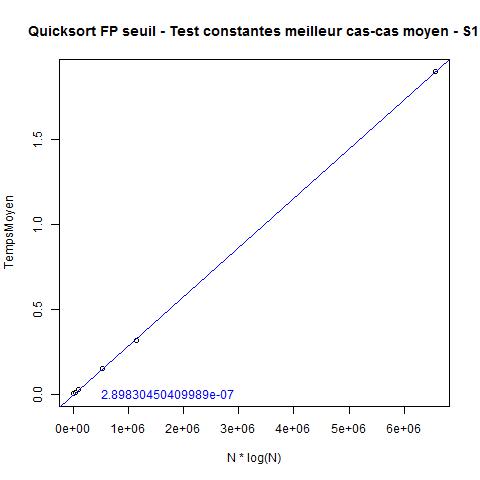 Quicksort FP seuil - Test constantes meilleur cas-cas moyen - S1
TempsMoyen
1.5
1.0
0.5
0.0
2.89830450409989e-07
0e+00 1e+06 2e+06 3e+06 4e+06 5e+06 6e+06
N * log(N)